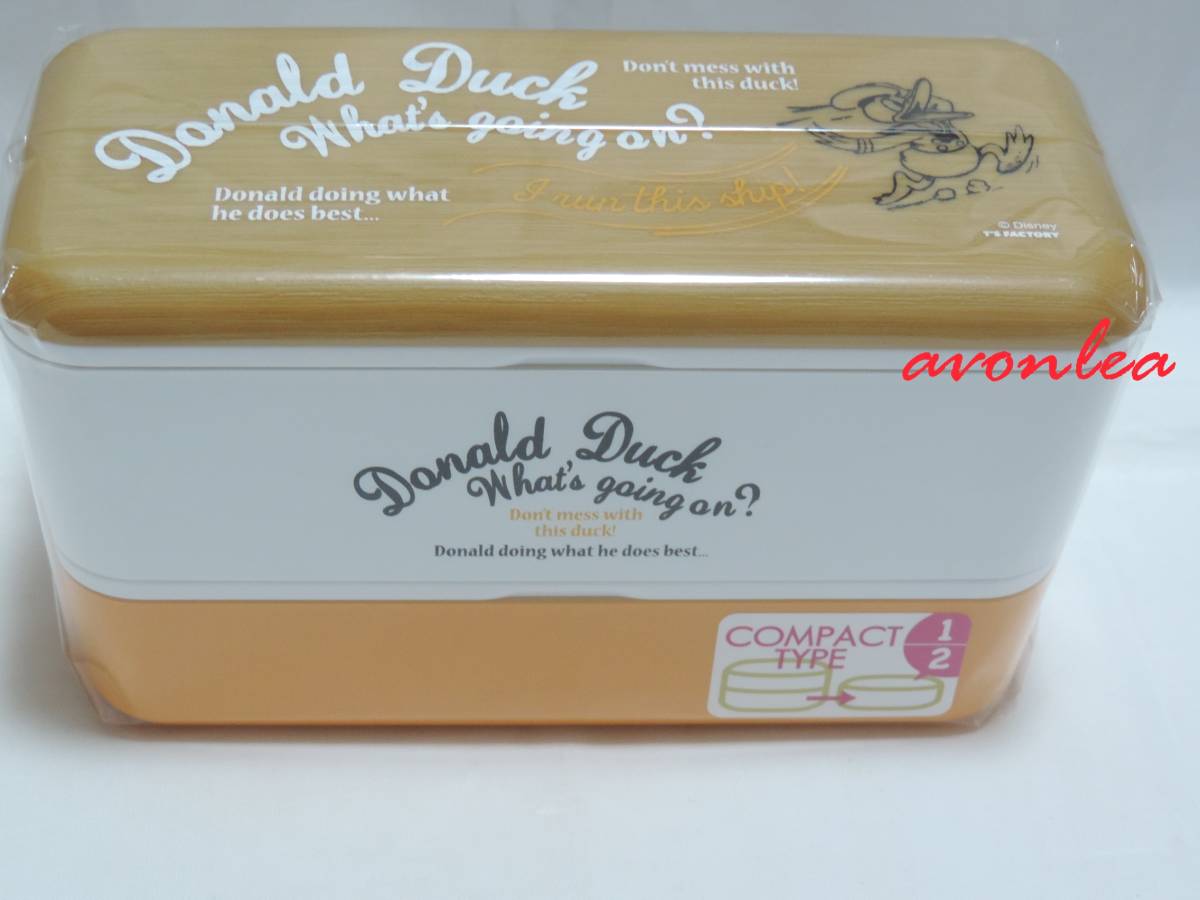 Donald Duck
What's going on?
Don't mess with
this duck!
Donald doing what
he does best...
I run this ship!
© Disney
T'S FACTORY
avonlea
Donald Duck
What's going on?
Don't mess with
this duck!
Donald doing what he does best...
COMPACT
TYPE
1
2